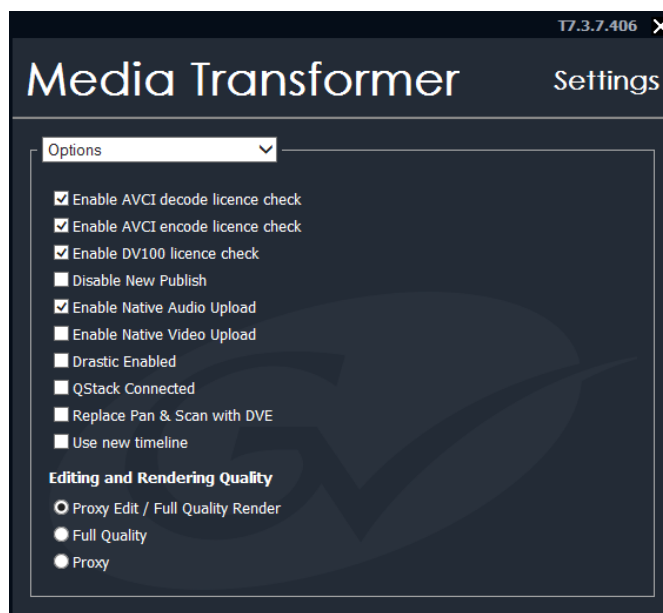 T7.3.7.406
Media Transformer
Settings
Options
Enable AVCI decode licence check
Enable AVCI encode licence check
Enable DV100 licence check
Disable New Publish
Enable Native Audio Upload
Enable Native Video Upload
Drastic Enabled
QStack Connected
Replace Pan & Scan with DVE
Use new timeline
Editing and Rendering Quality
Proxy Edit / Full Quality Render
Full Quality
Proxy